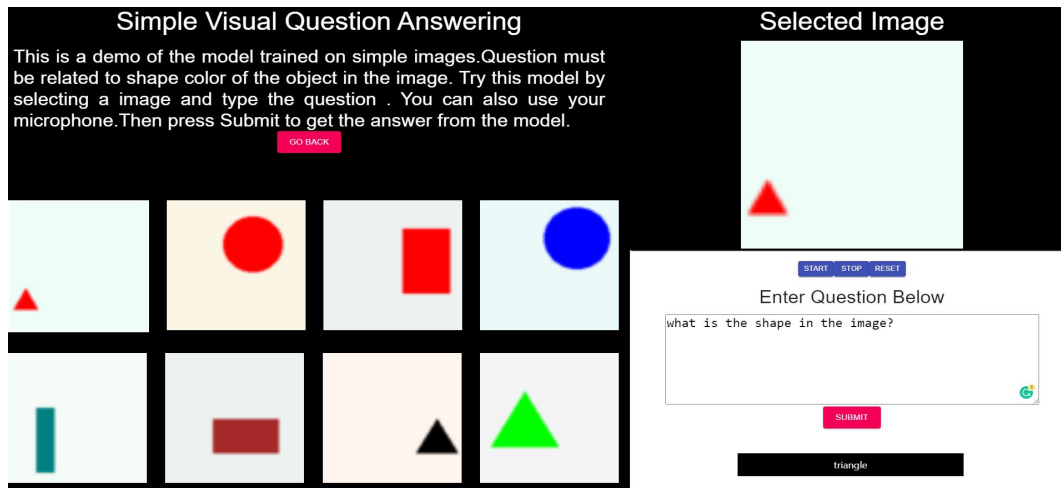 Simple Visual Question Answering
This is a demo of the model trained on simple images.Question must
be related to shape color of the object in the image. Try this model by
selecting a image and type the question . You can also use your
microphone.Then press Submit to get the answer from the model.
GO BACK
Selected Image
START STOP RESET
Enter Question Below
what is the shape in the image?
SUBMIT
triangle